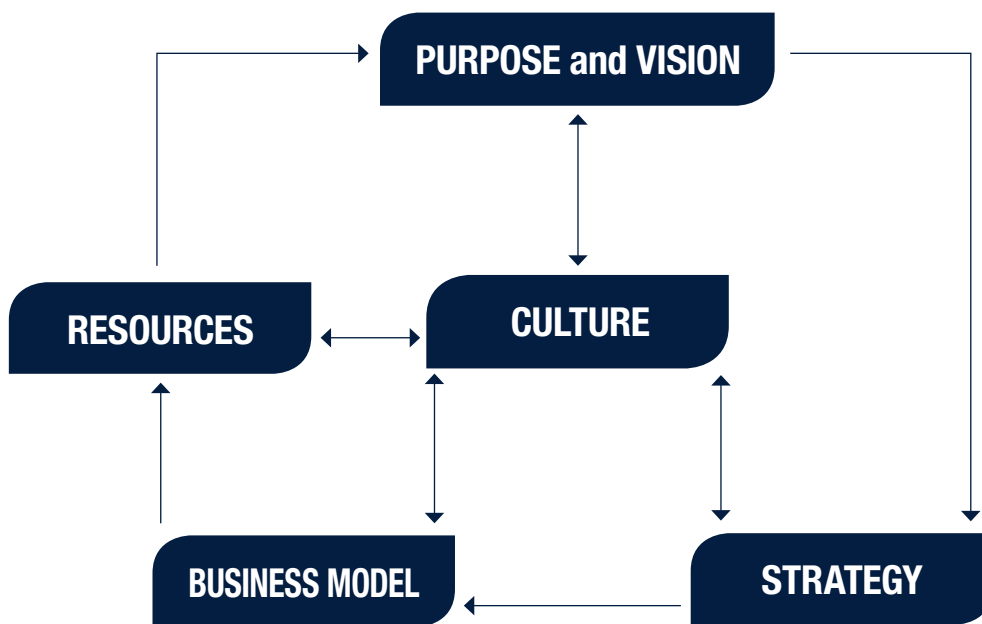 PURPOSE and VISION
RESOURCES
CULTURE
BUSINESS MODEL
STRATEGY